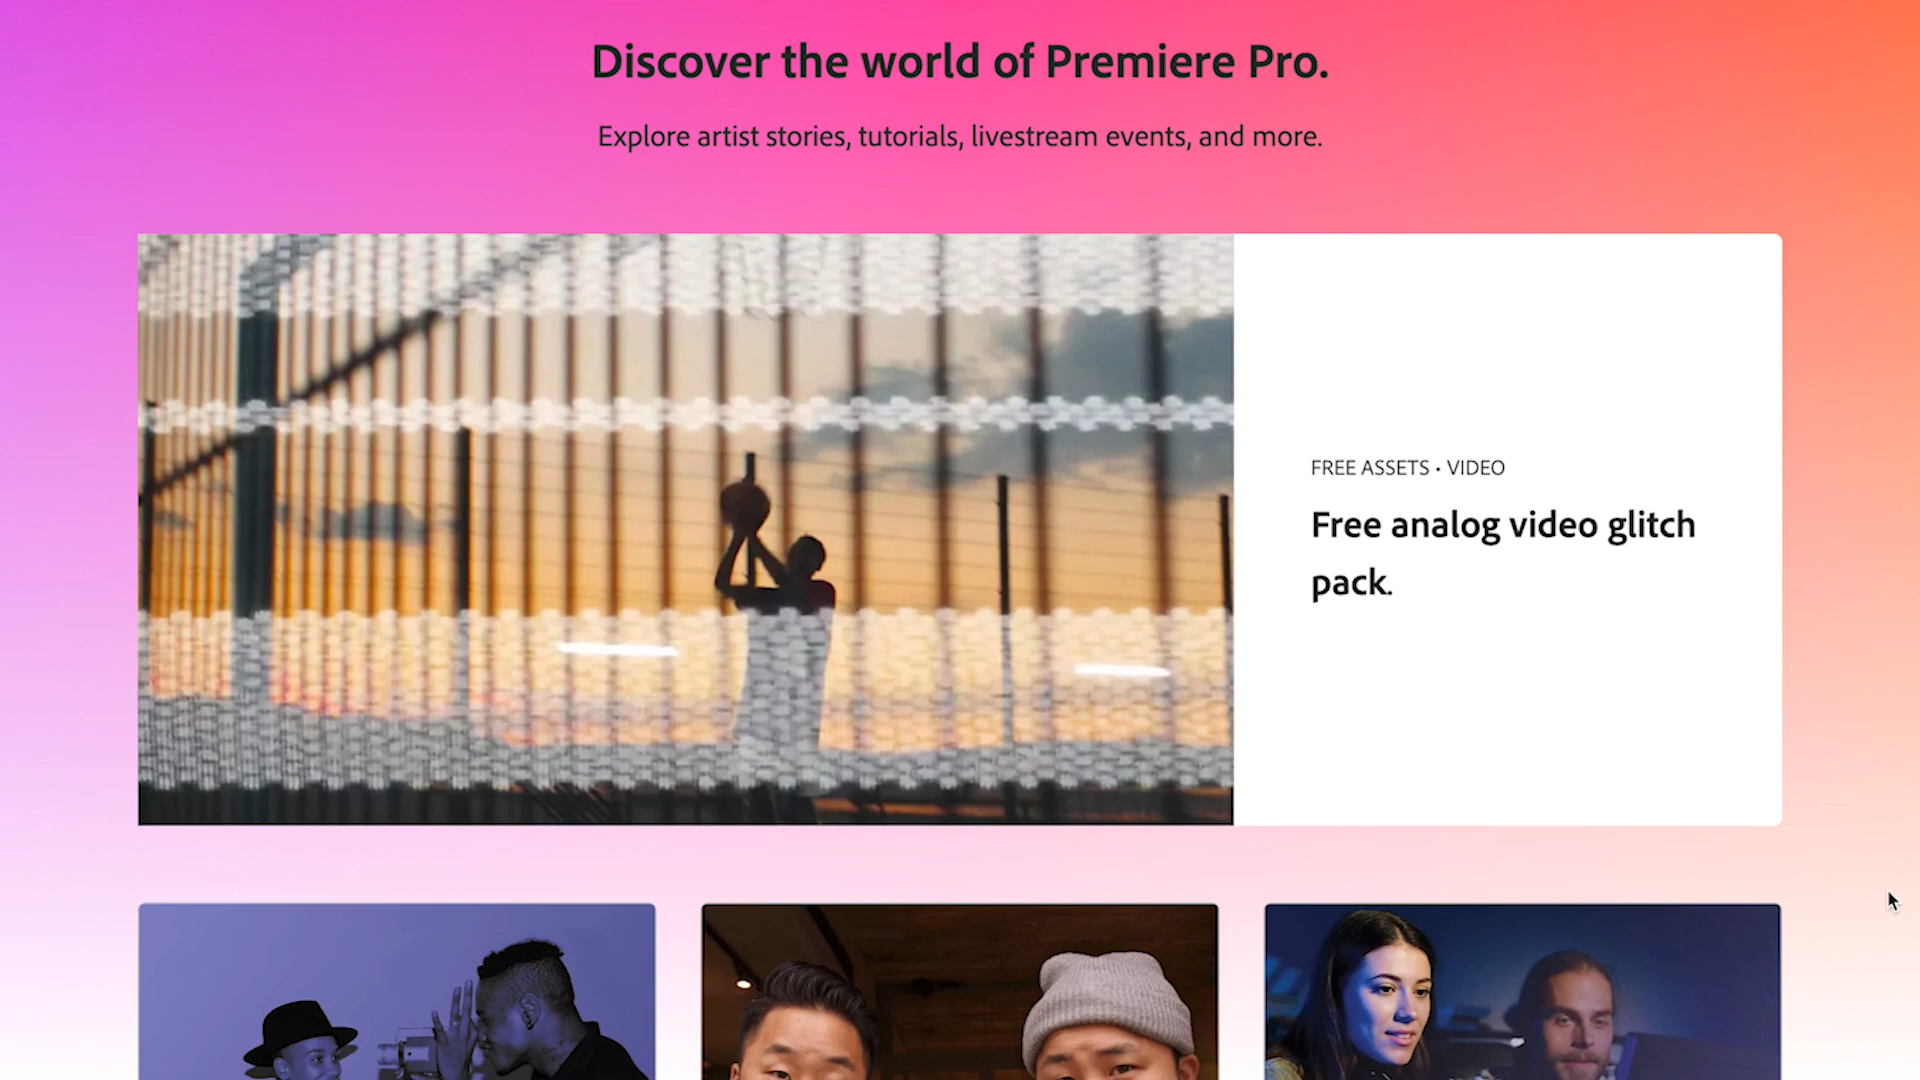 Discover the world of Premiere Pro.
Explore artist stories, tutorials, livestream events, and more.
FREE ASSETS • VIDEO
Free analog video glitch
pack.